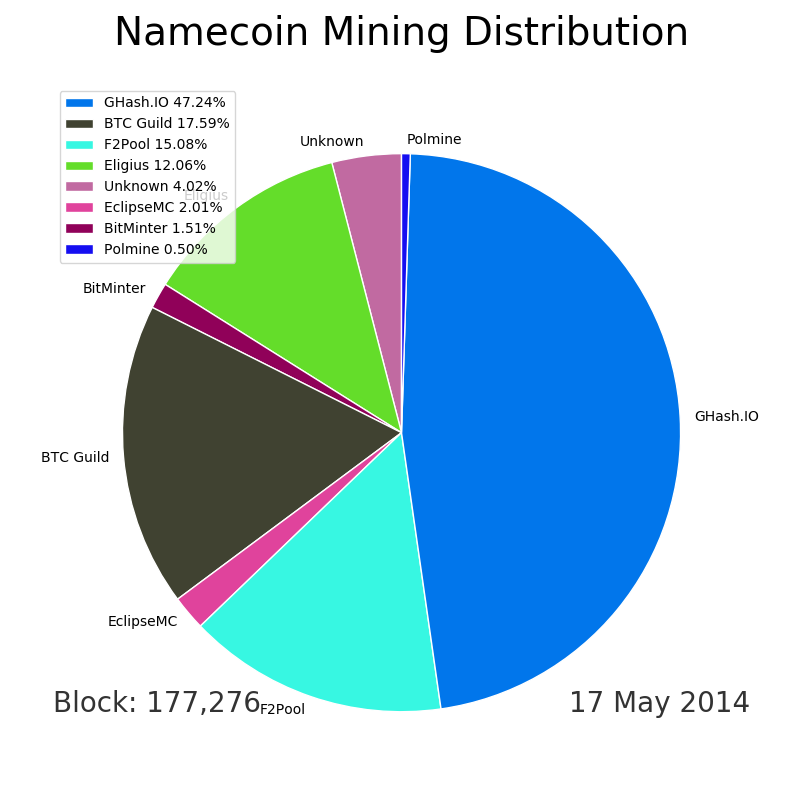 Namecoin Mining Distribution
GHash.IO 47.24%
BTC Guild 17.59%
F2Pool 15.08%
Eligius 12.06%
Unknown 4.02%
EclipseMC 2.01%
BitMinter 1.51%
Polmine 0.50%
Unknown
Polmine
Eligius
BitMinter
GHash.IO
BTC Guild
EclipseMC
F2Pool
Block: 177,276
17 May 2014